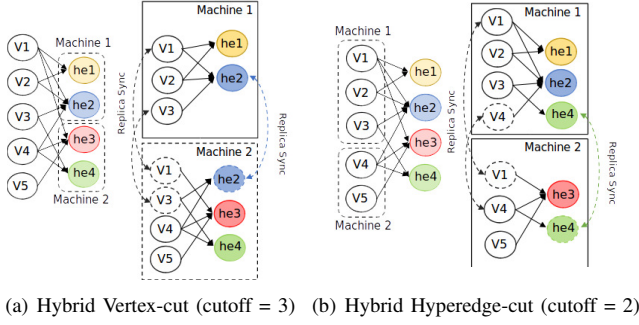 V1
V2
V3
V4
V5
Machine 1
he1
he2
he3
he4
Machine 2
Replica Sync
Machine 1
V1
V2
V3
he1
he2
Replica Sync
Machine 2
V1
V3
V4
V5
he2
he3
he4
(a) Hybrid Vertex-cut (cutoff = 3)
Machine 1
V1
V2
V3
V4
V5
Machine 2
he1
he2
he3
he4
Replica Sync
Machine 1
V1
V2
V3
V4
he1
he2
he4
Replica Sync
Machine 2
V1
V4
V5
he3
he4
(b) Hybrid Hyperedge-cut (cutoff = 2)